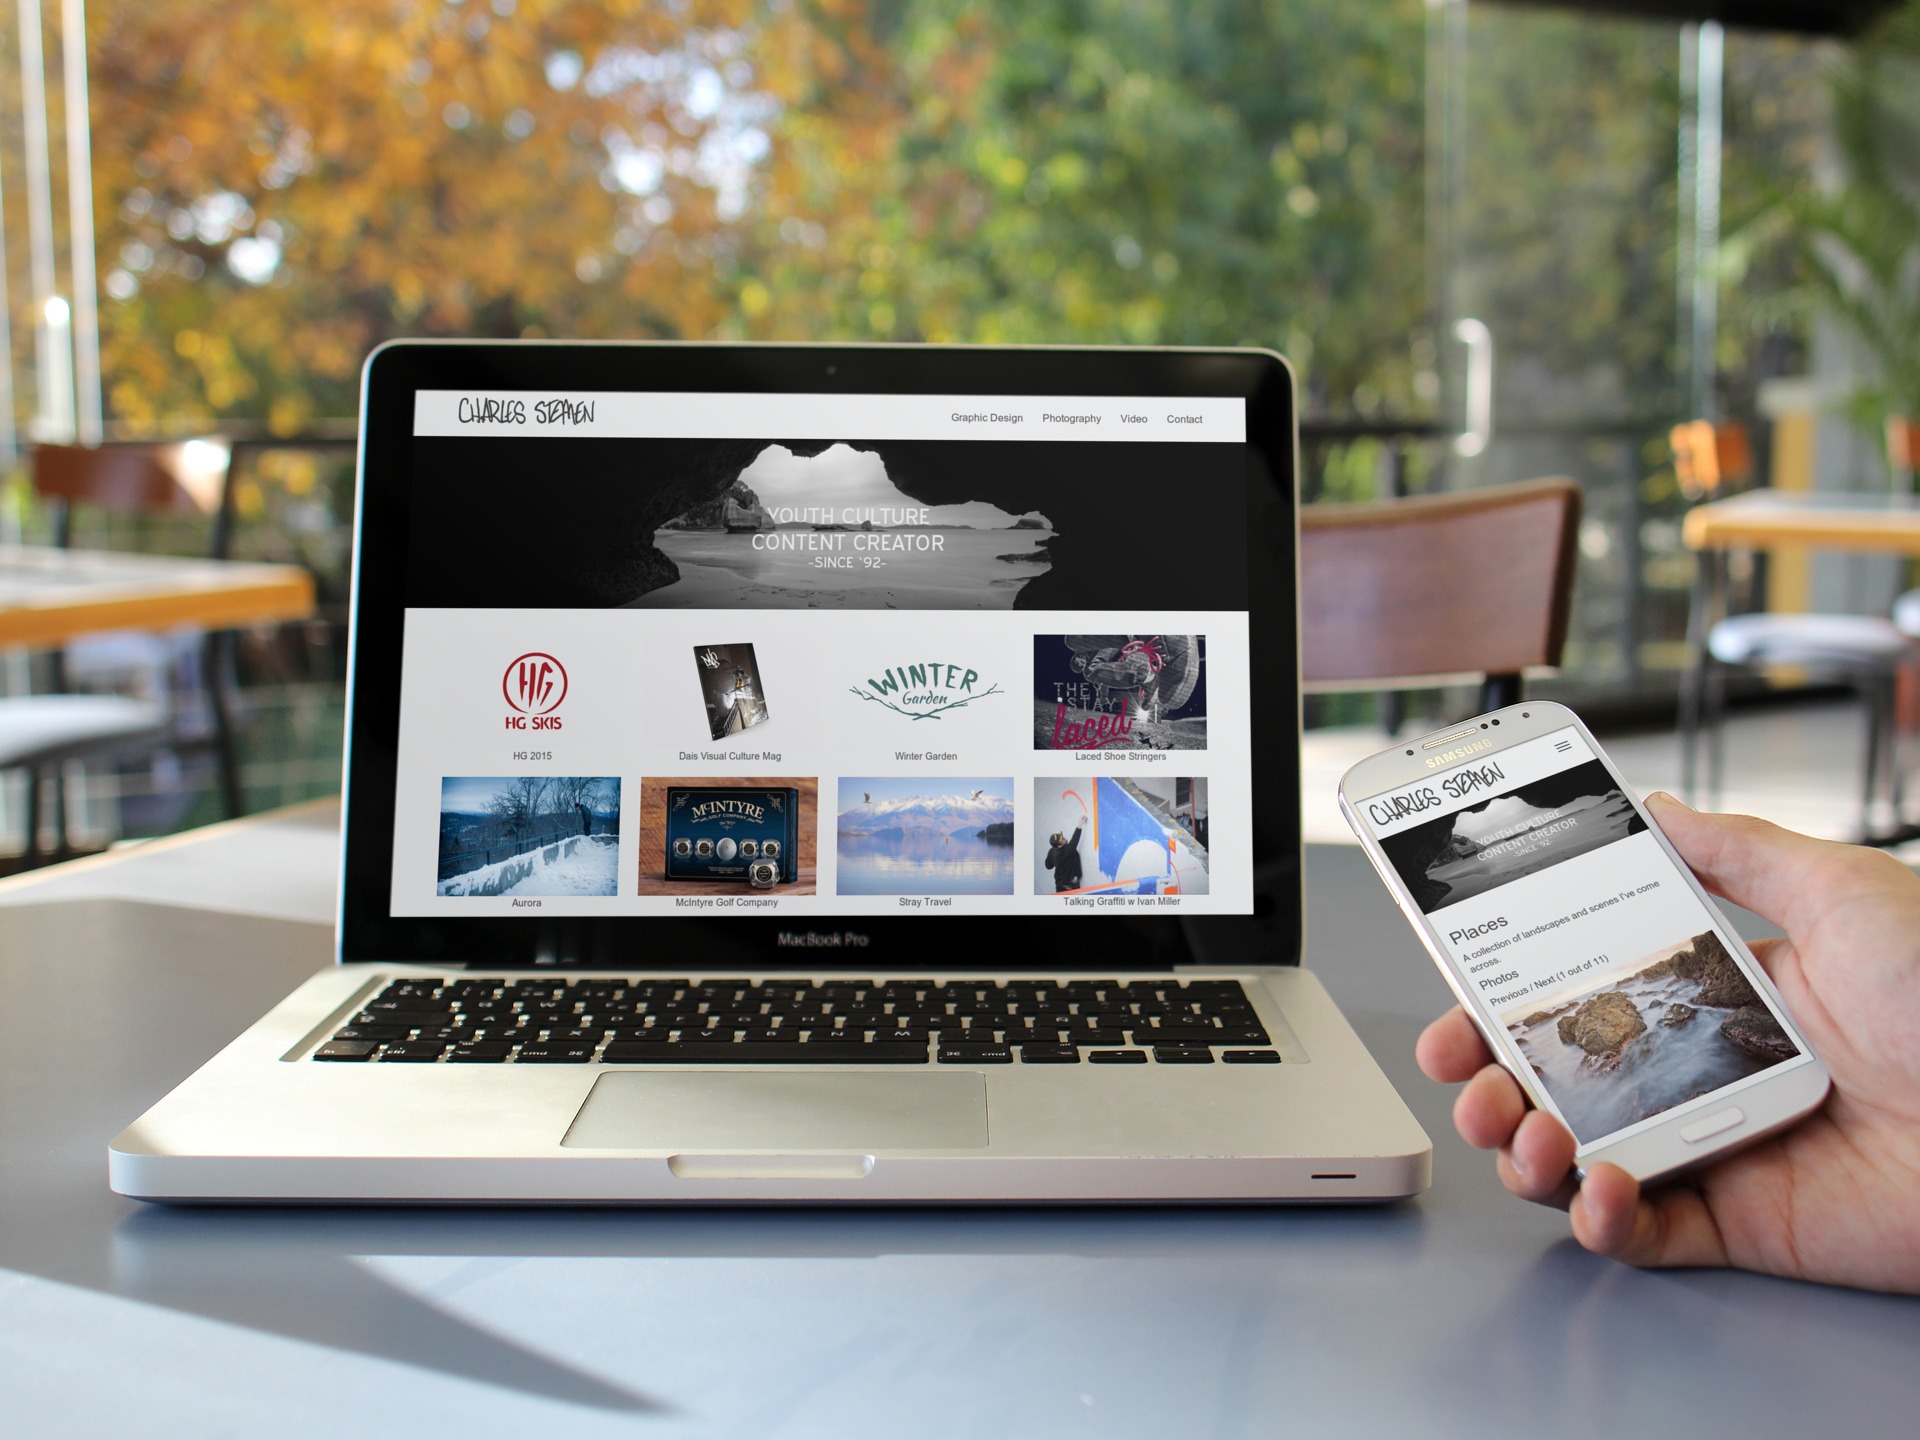 CHARLES STEPHEN
Graphic Design Photography Video Contact
YOUTH CULTURE
CONTENT CREATOR
-SINCE '92-
HG
HG SKIS
HG 2015
Dais Visual Culture Mag
WINTER
Garden
Winter Garden
THEY
STAY
laced
Laced Shoe Stringers
Aurora
McINTYRE
GOLF COMPANY
McIntyre Golf Company
Stray Travel
Talking Graffiti w Ivan Miller
MacBook Pro
cmd
cmd
SAMSUNG
CHARLES STEPHEN
YOUTH CULTURE
CONTENT CREATOR
-SINCE '92-
Places
A collection of landscapes and scenes I've come
across.
Photos
Previous / Next (1 out of 11)